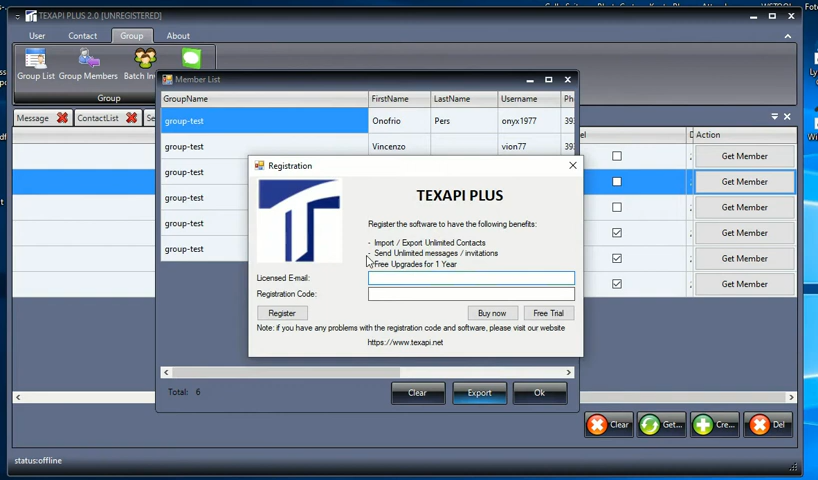 TEXAPI PLUS 2.0 [UNREGISTERED]
User Contact Group About
Group List Group Members Batch Inv
Group
Message ContactList Se
Member List
GroupName FirstName LastName Username
group-test Onofrio Pers onyx1977
group-test Vincenzo vion77
group-test
group-test
group-test
group-test
Action
Get Member
Get Member
Get Member
Get Member
Get Member
Get Member
Registration
TEXAPI PLUS
Register the software to have the following benefits:
- Import / Export Unlimited Contacts
- Send Unlimited messages / invitations
Free Upgrades for 1 Year
Licensed E-mail:
Registration Code:
Register Buy now Free Trial
Note: if you have any problems with the registration code and software, please visit our website
https://www.texapi.net
Total: 6
Clear Export Ok
Clear Get... Cre... Del
status:offline